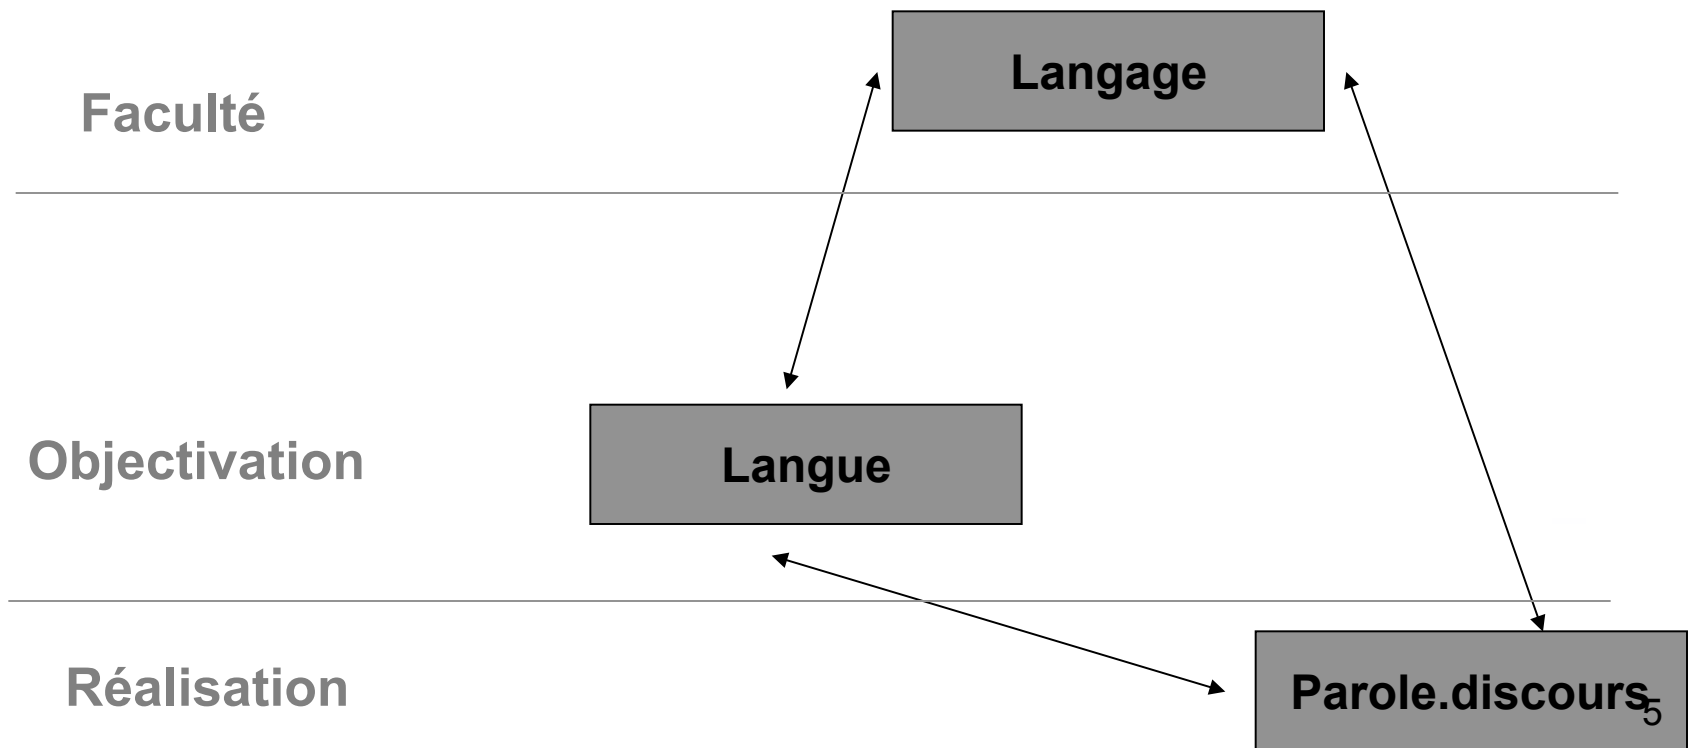 Langage
Faculté
Objectivation
Langue
Réalisation
Parole.discours
5